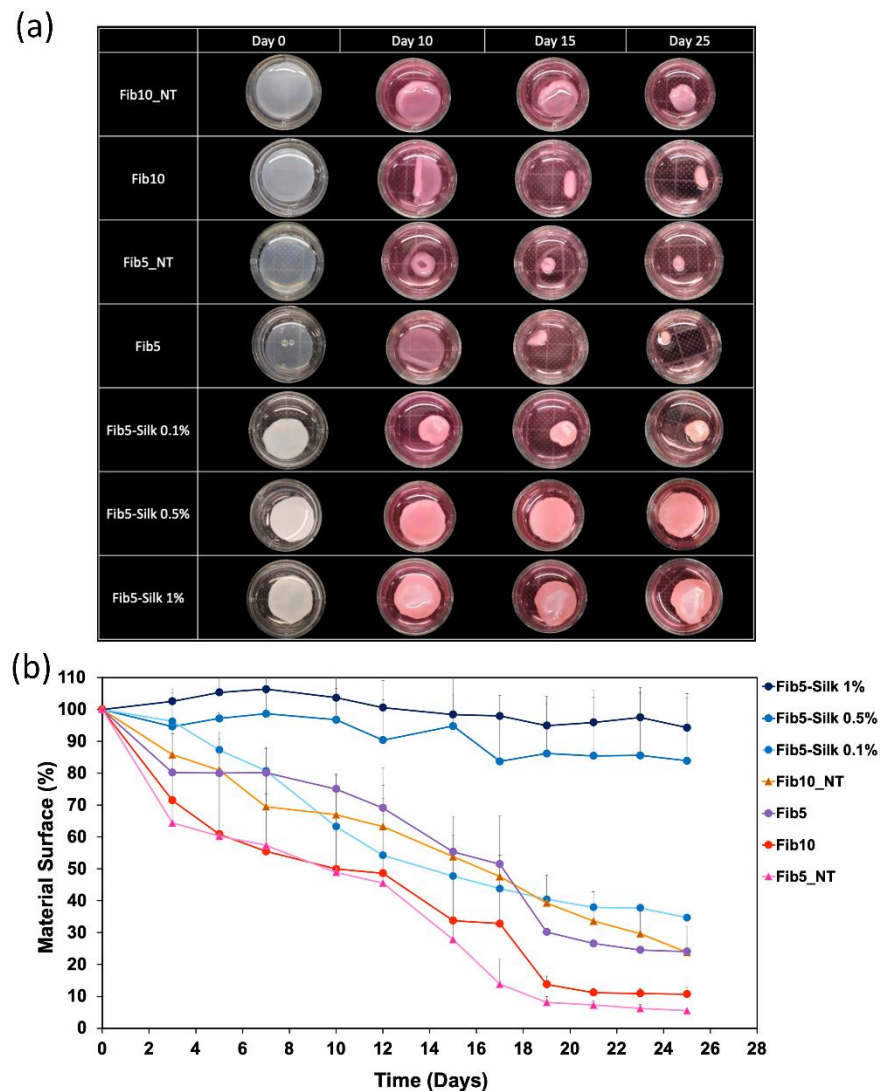 (a)
Day 0 Day 10 Day 15 Day 25
Fib10_NT
Fib10
Fib5_NT
Fib5
Fib5-Silk 0.1%
Fib5-Silk 0.5%
Fib5-Silk 1%
(b)
110
100
90
80
70
60
50
40
30
20
10
0
Material Surface (%)
0 2 4 6 8 10 12 14 16 18 20 22 24 26 28
Time (Days)
Fib5-Silk 1%
Fib5-Silk 0.5%
Fib5-Silk 0.1%
Fib10_NT
Fib5
Fib10
Fib5_NT